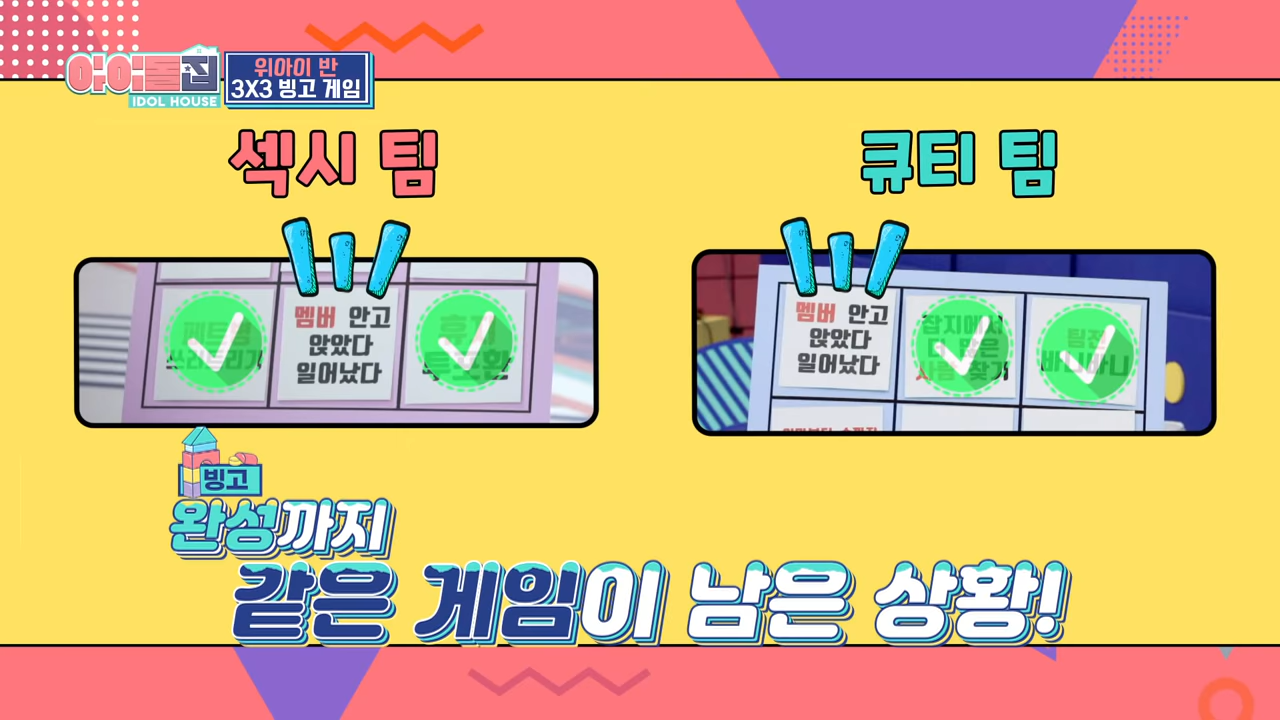 아이돌집
IDOL HOUSE
위아이 반
3X3 빙고 게임
섹시 팀
큐티 팀
멤버 안고
앉았다
일어났다
멤버 안고
앉았다
일어났다
빙고
완성까지
같은 게임이 남은 상황!